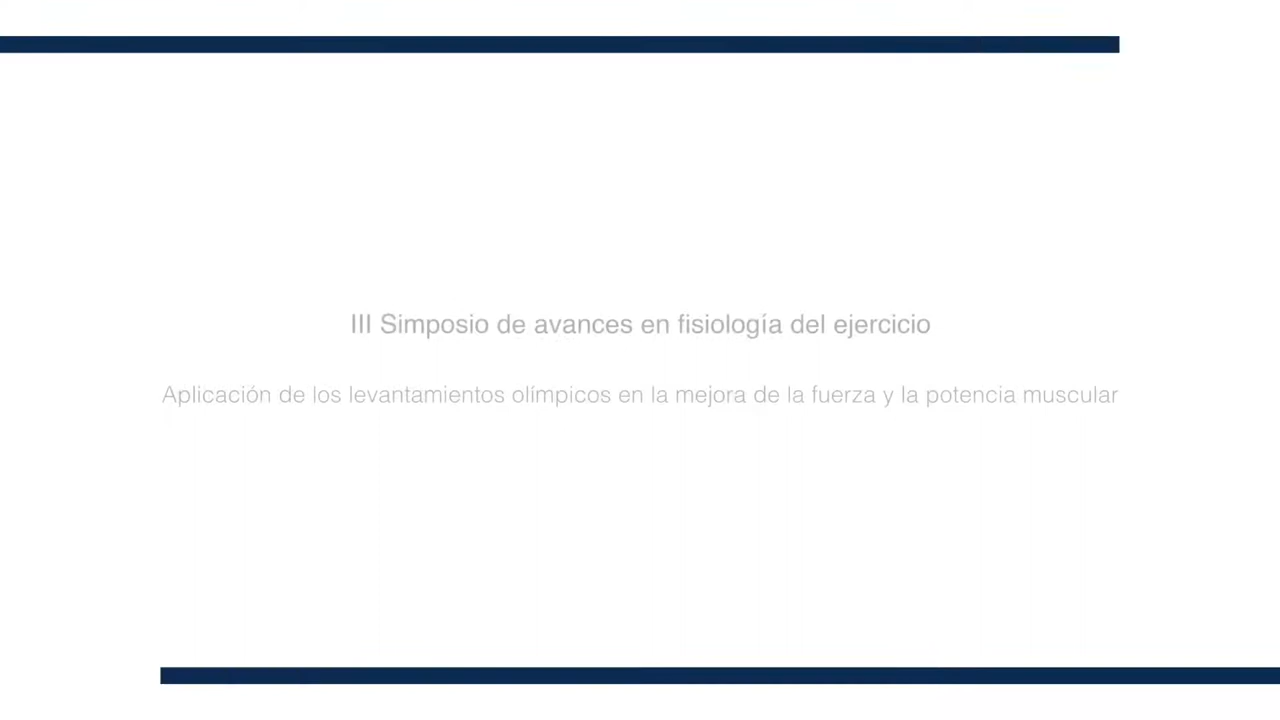 III Simposio de avances en fisiología del ejercicio
Aplicación de los levantamientos olímpicos en la mejora de la fuerza y la potencia muscular